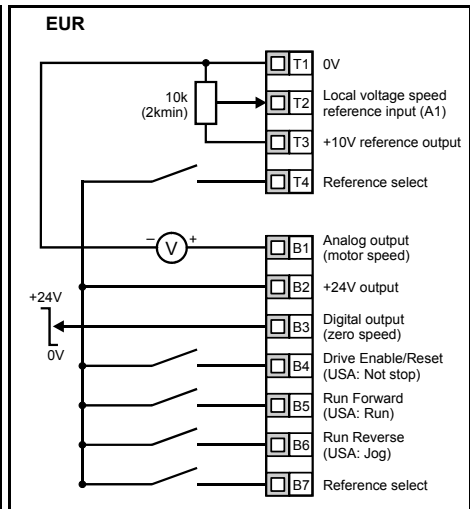 EUR
T1 0V
10k
(2kmin)
T2 Local voltage speed
reference input (A1)
T3 +10V reference output
T4 Reference select
– V +
B1 Analog output
(motor speed)
B2 +24V output
+24V
0V
B3 Digital output
(zero speed)
B4 Drive Enable/Reset
(USA: Not stop)
B5 Run Forward
(USA: Run)
B6 Run Reverse
(USA: Jog)
B7 Reference select